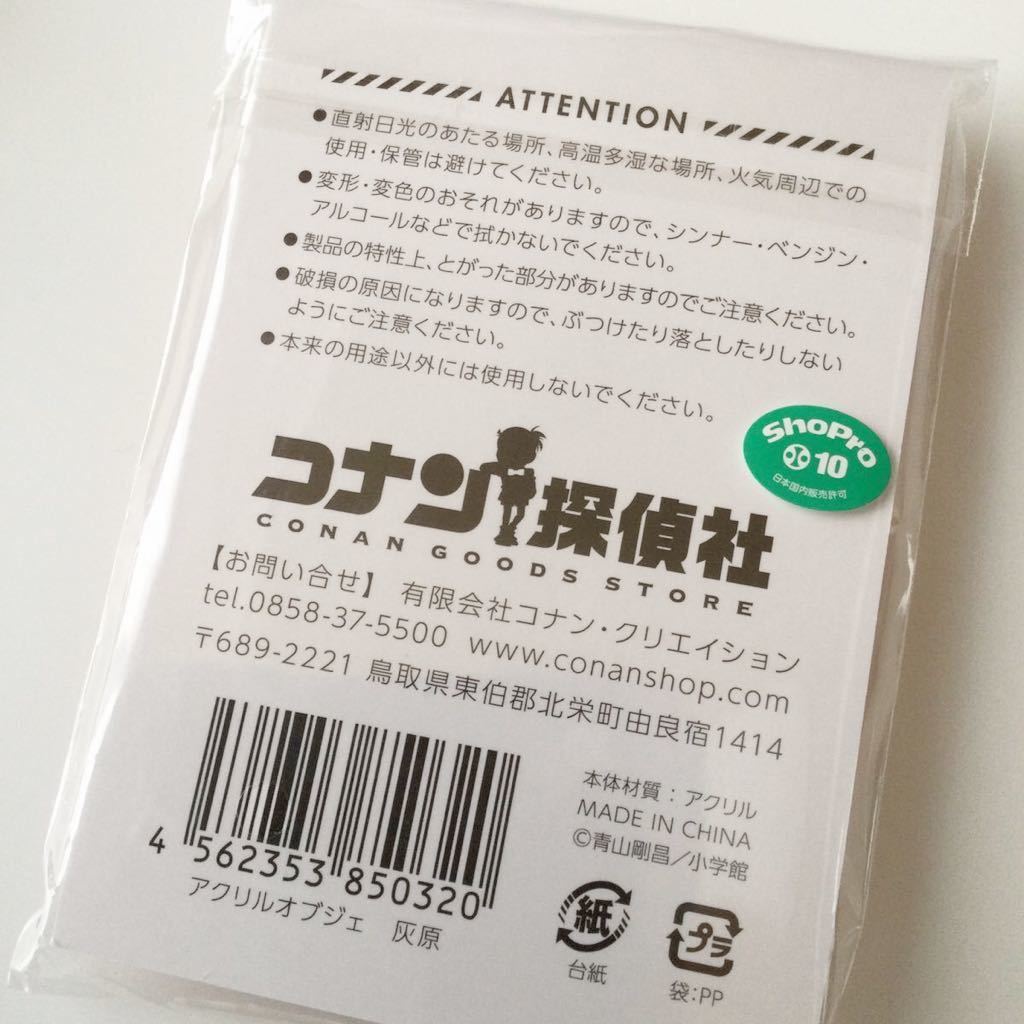 ATTENTION
●直射日光のあたる場所、高温多湿な場所、火気周辺での
使用・保管は避けてください。
●変形・変色のおそれがありますので、シンナー・ベンジン・
アルコールなどで拭かないでください。
●製品の特性上、とがった部分がありますのでご注意ください。
●破損の原因になりますので、ぶつけたり落としたりしない
ようにご注意ください。
●本来の用途以外には使用しないでください。
ShoPro
10
日本国内販売許可
コナン探偵社
CONAN GOODS STORE
【お問い合せ】 有限会社コナン・クリエイション
tel.0858-37-5500 www.conanshop.com
〒689-2221 鳥取県東伯郡北栄町由良宿1414
4 562353 850320
アクリルオブジェ 灰原
本体材質：アクリル
MADE IN CHINA
©青山剛昌／小学館
紙
台紙
プラ
袋:PP